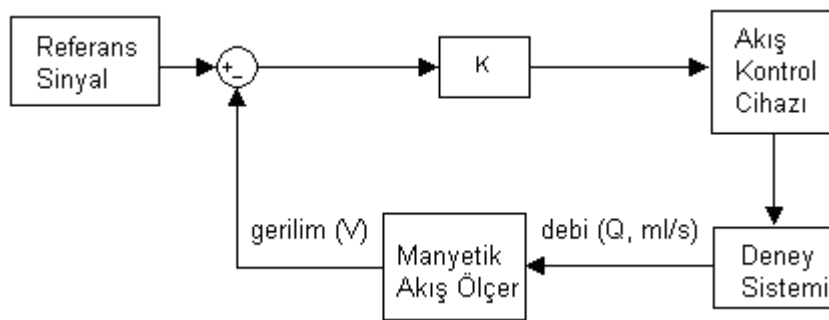 Referans
Sinyal
+
-
K
Akış
Kontrol
Cihazı
gerilim (V)
Manyetik
Akış Ölçer
debi (Q, ml/s)
Deney
Sistemi